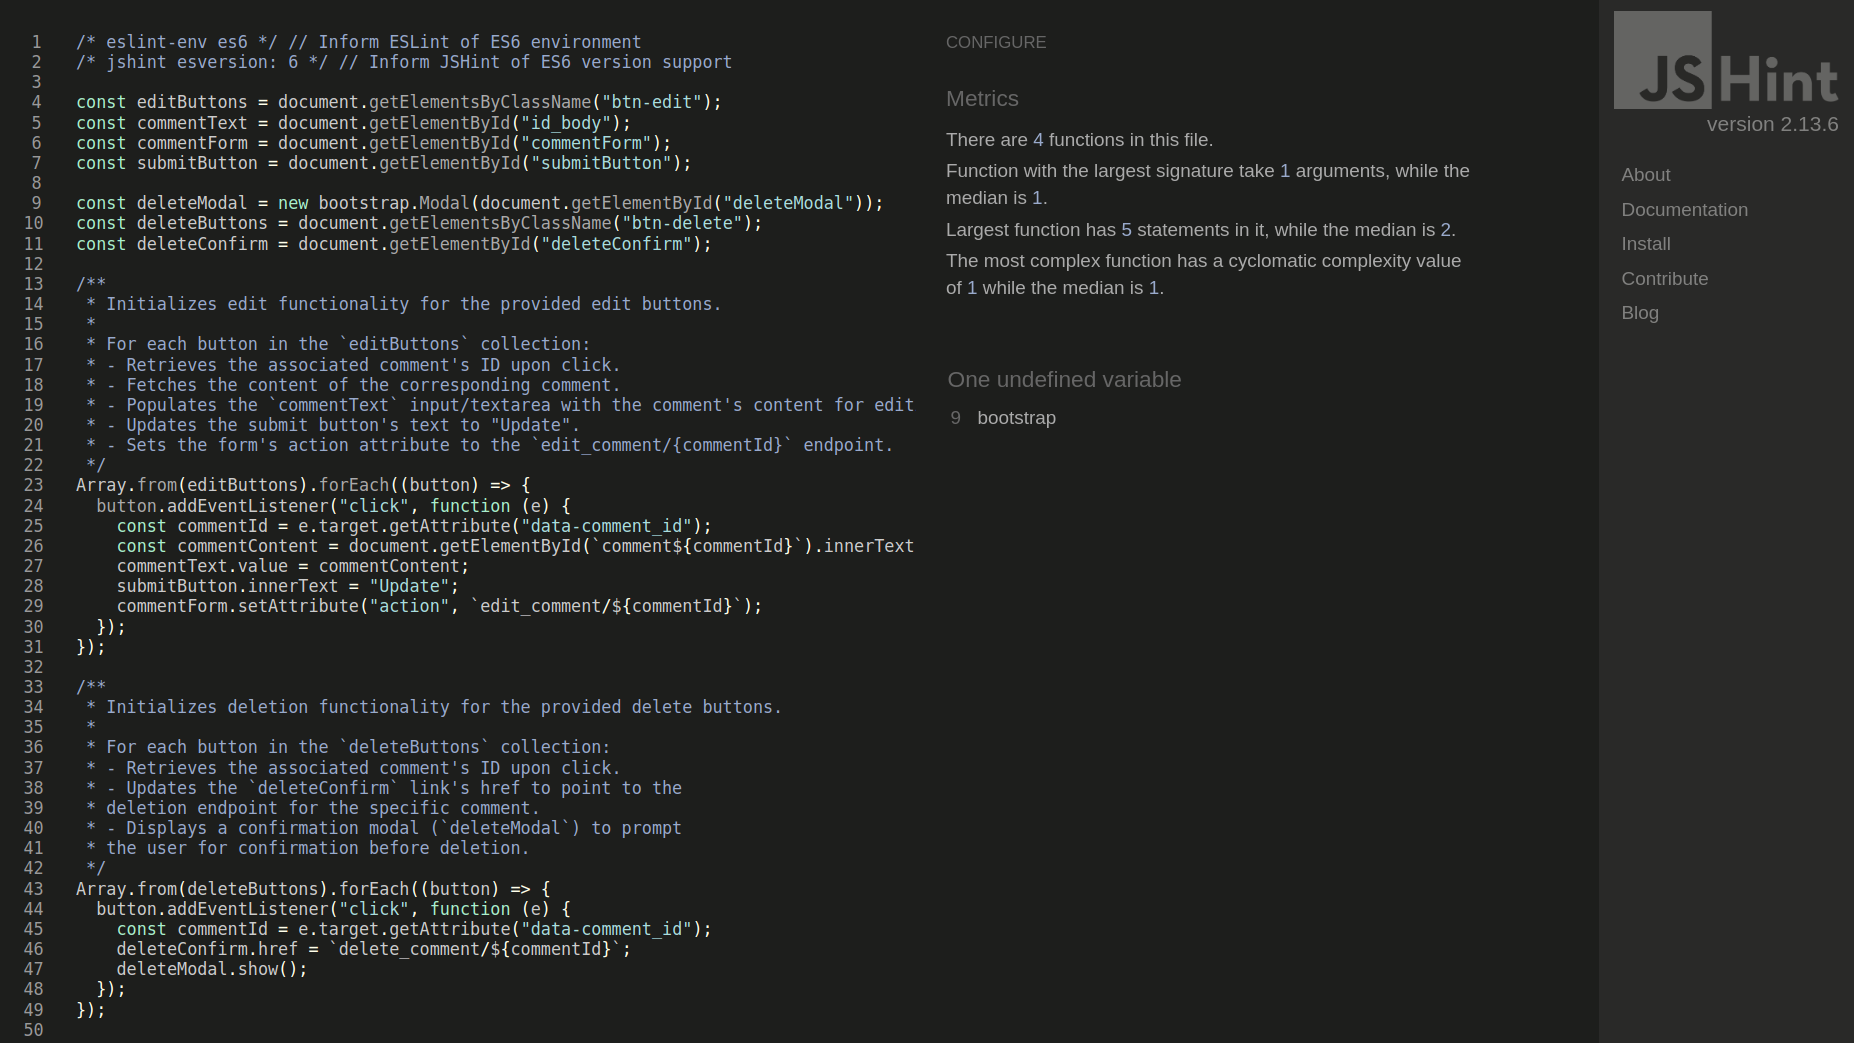 1 /* eslint-env es6 */ // Inform ESLint of ES6 environment
2 /* jshint esversion: 6 */ // Inform JSHint of ES6 version support
3
4 const editButtons = document.getElementsByClassName("btn-edit");
5 const commentText = document.getElementById("id_body");
6 const commentForm = document.getElementById("commentForm");
7 const submitButton = document.getElementById("submitButton");
8
9 const deleteModal = new bootstrap.Modal(document.getElementById("deleteModal"));
10 const deleteButtons = document.getElementsByClassName("btn-delete");
11 const deleteConfirm = document.getElementById("deleteConfirm");
12
13 /**
14  * Initializes edit functionality for the provided edit buttons.
15  *
16  * For each button in the `editButtons` collection:
17  * - Retrieves the associated comment's ID upon click.
18  * - Fetches the content of the corresponding comment.
19  * - Populates the `commentText` input/textarea with the comment's content for edit
20  * - Updates the submit button's text to "Update".
21  * - Sets the form's action attribute to the `edit_comment/{commentId}` endpoint.
22  */
23 Array.from(editButtons).forEach((button) => {
24   button.addEventListener("click", function (e) {
25     const commentId = e.target.getAttribute("data-comment_id");
26     const commentContent = document.getElementById(`comment${commentId}`).innerText
27     commentText.value = commentContent;
28     submitButton.innerText = "Update";
29     commentForm.setAttribute("action", `edit_comment/${commentId}`);
30   });
31 });
32
33 /**
34  * Initializes deletion functionality for the provided delete buttons.
35  *
36  * For each button in the `deleteButtons` collection:
37  * - Retrieves the associated comment's ID upon click.
38  * - Updates the `deleteConfirm` link's href to point to the
39  * deletion endpoint for the specific comment.
40  * - Displays a confirmation modal (`deleteModal`) to prompt
41  * the user for confirmation before deletion.
42  */
43 Array.from(deleteButtons).forEach((button) => {
44   button.addEventListener("click", function (e) {
45     const commentId = e.target.getAttribute("data-comment_id");
46     deleteConfirm.href = `delete_comment/${commentId}`;
47     deleteModal.show();
48   });
49 });
50
CONFIGURE
Metrics
There are 4 functions in this file.
Function with the largest signature take 1 arguments, while the
median is 1.
Largest function has 5 statements in it, while the median is 2.
The most complex function has a cyclomatic complexity value
of 1 while the median is 1.
One undefined variable
9 bootstrap
JSHint
version 2.13.6
About
Documentation
Install
Contribute
Blog